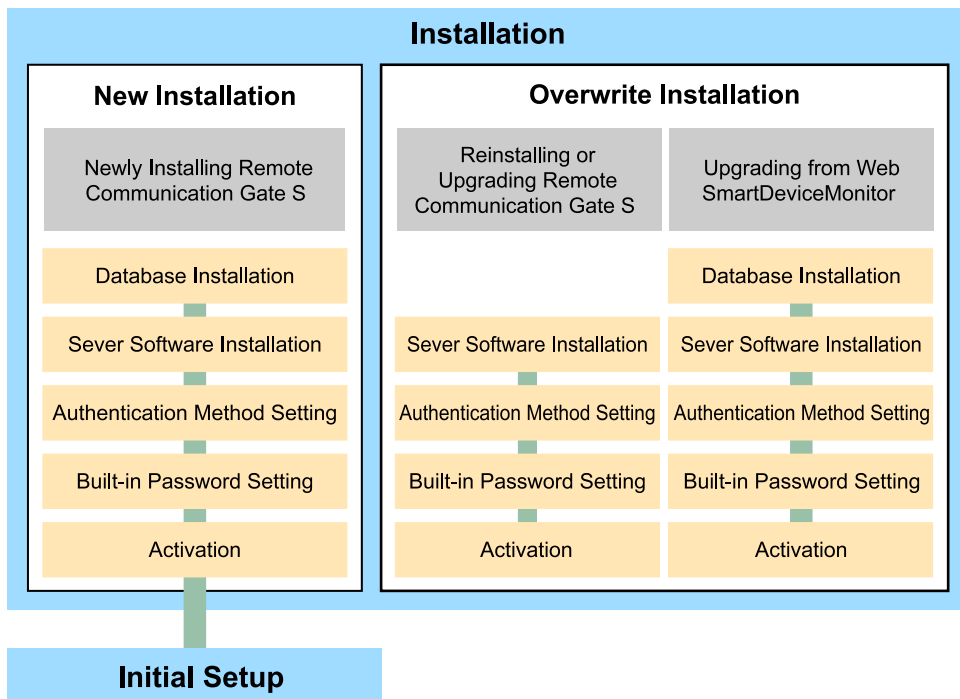 Installation
New Installation
Newly Installing Remote
Communication Gate S
Database Installation
Sever Software Installation
Authentication Method Setting
Built-in Password Setting
Activation
Overwrite Installation
Reinstalling or
Upgrading Remote
Communication Gate S
Sever Software Installation
Authentication Method Setting
Built-in Password Setting
Activation
Upgrading from Web
SmartDeviceMonitor
Database Installation
Sever Software Installation
Authentication Method Setting
Built-in Password Setting
Activation
Initial Setup